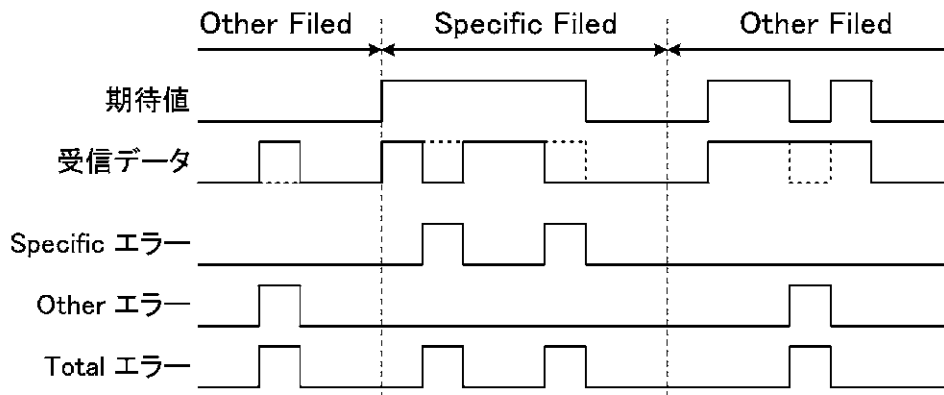 Other Filed
Specific Filed
Other Filed
期待値
受信データ
Specific エラー
Other エラー
Total エラー